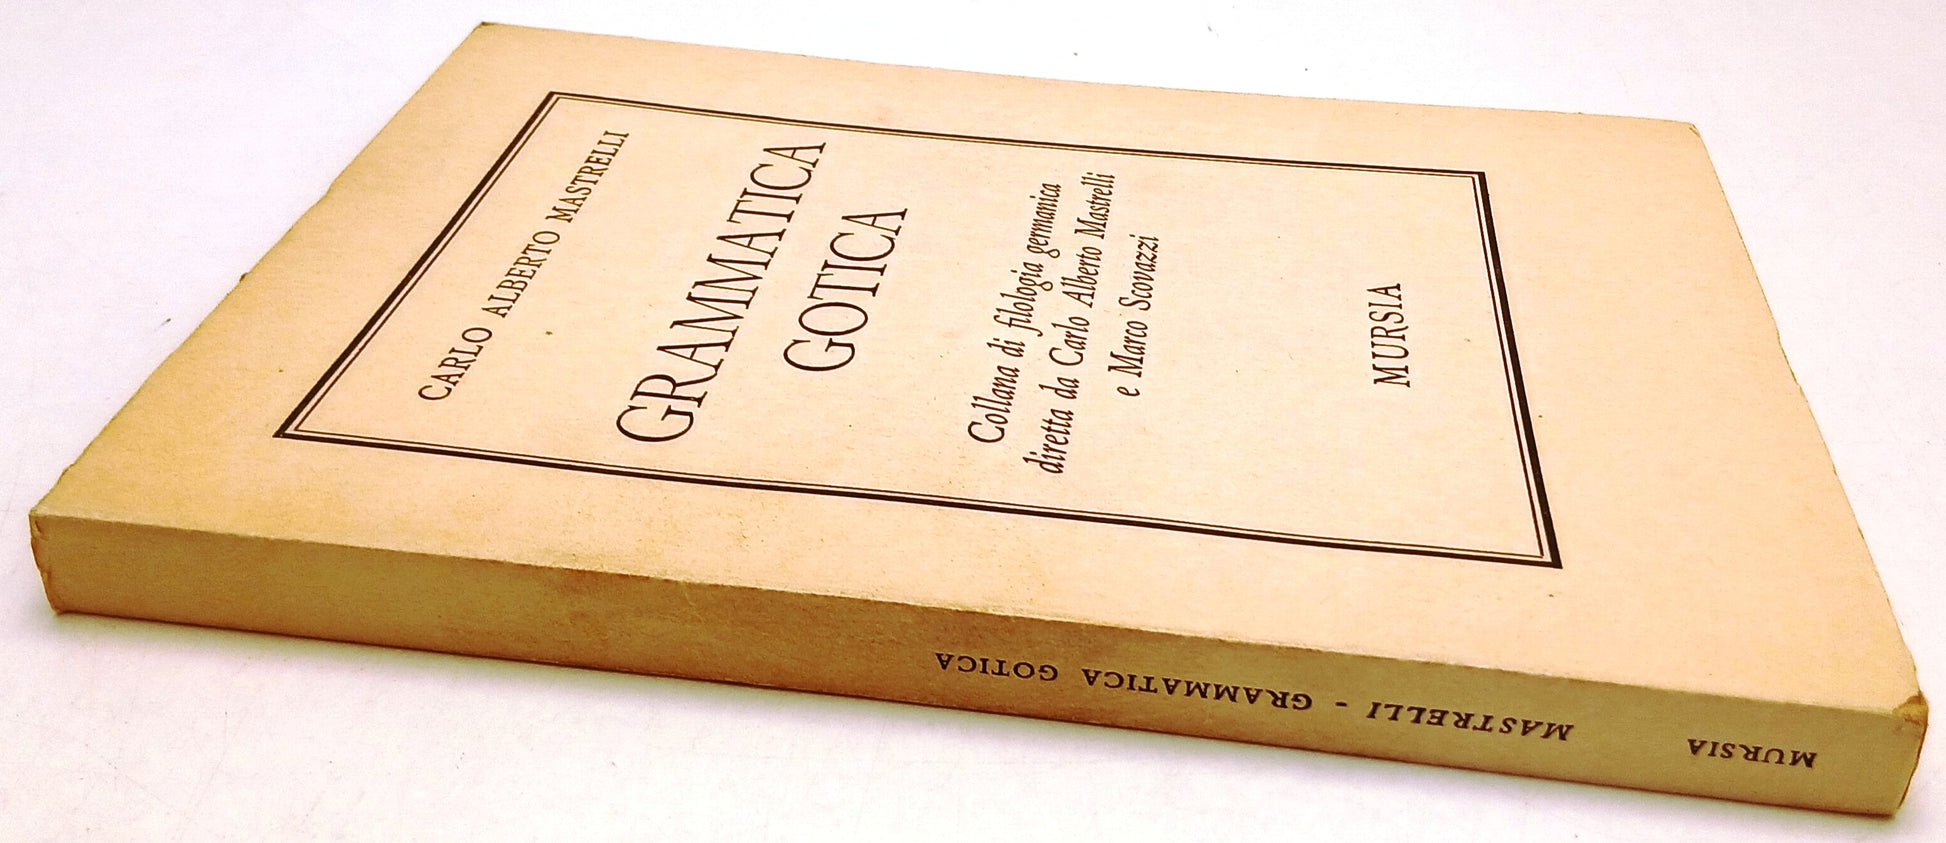 CARLO ALBERTO MASTRELLI
GRAMMATICA
GOTICA
Collana di filologia germanica
diretta da Carlo Alberto Mastrelli
e Marco Scovazzi
MURSIA
MURSIA MASTRELLI - GRAMMATICA GOTICA